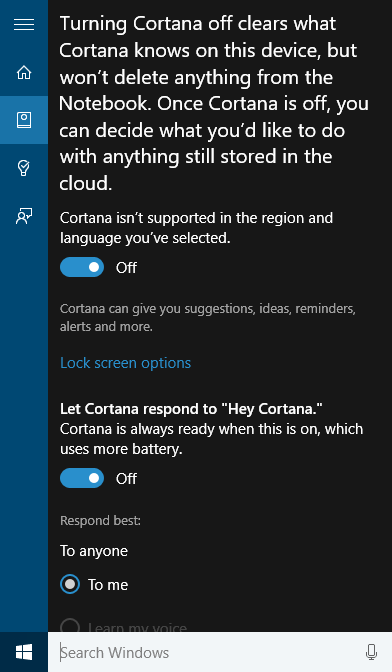 Turning Cortana off clears what
Cortana knows on this device, but
won't delete anything from the
Notebook. Once Cortana is off, you
can decide what you'd like to do
with anything still stored in the
cloud.
Cortana isn't supported in the region and
language you've selected.
Off
Cortana can give you suggestions, ideas, reminders,
alerts and more.
Lock screen options
Let Cortana respond to "Hey Cortana."
Cortana is always ready when this is on, which
uses more battery.
Off
Respond best:
To anyone
To me
Learn my voice
Search Windows